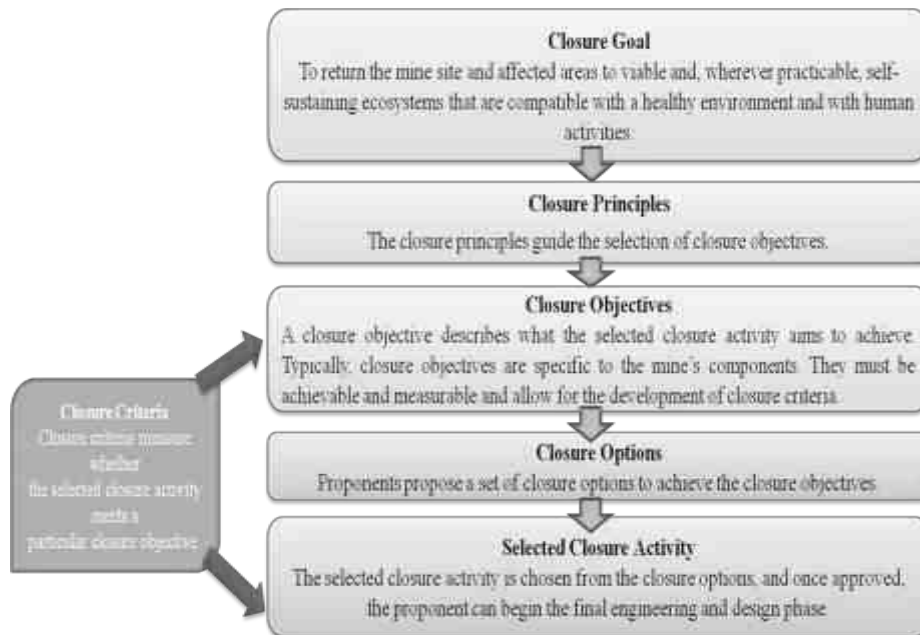 Closure Goal
To return the mine site and affected areas to viable and, wherever practicable, self-
sustaining ecosystems that are compatible with a healthy environment and with human
activities.
Closure Principles
The closure principles guide the selection of closure objectives.
Closure Objectives
A closure objective describes what the selected closure activity aims to achieve.
Typically, closure objectives are specific to the mine's components. They must be
achievable and measurable and allow for the development of closure criteria.
Closure Criteria
Closure criteria measure
whether
the selected closure activity
meets a
particular closure objective
Closure Options
Proponents propose a set of closure options to achieve the closure objectives
Selected Closure Activity
The selected closure activity is chosen from the closure options, and once approved,
the proponent can begin the final engineering and design phase